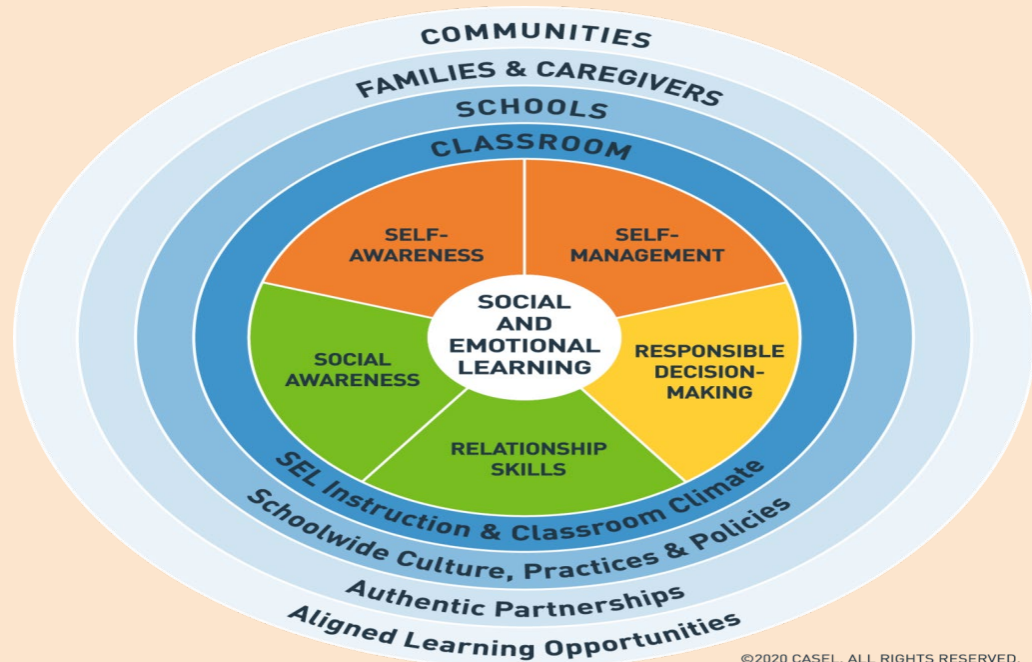 COMMUNITIES
FAMILIES & CAREGIVERS
SCHOOLS
CLASSROOM
SELF-
AWARENESS
SELF-
MANAGEMENT
SOCIAL
AND
EMOTIONAL
LEARNING
SOCIAL
AWARENESS
RESPONSIBLE
DECISION-
MAKING
RELATIONSHIP
SKILLS
SEL Instruction & Classroom Climate
Schoolwide Culture, Practices & Policies
Authentic Partnerships
Aligned Learning Opportunities
©2020 CASEL. ALL RIGHTS RESERVED.